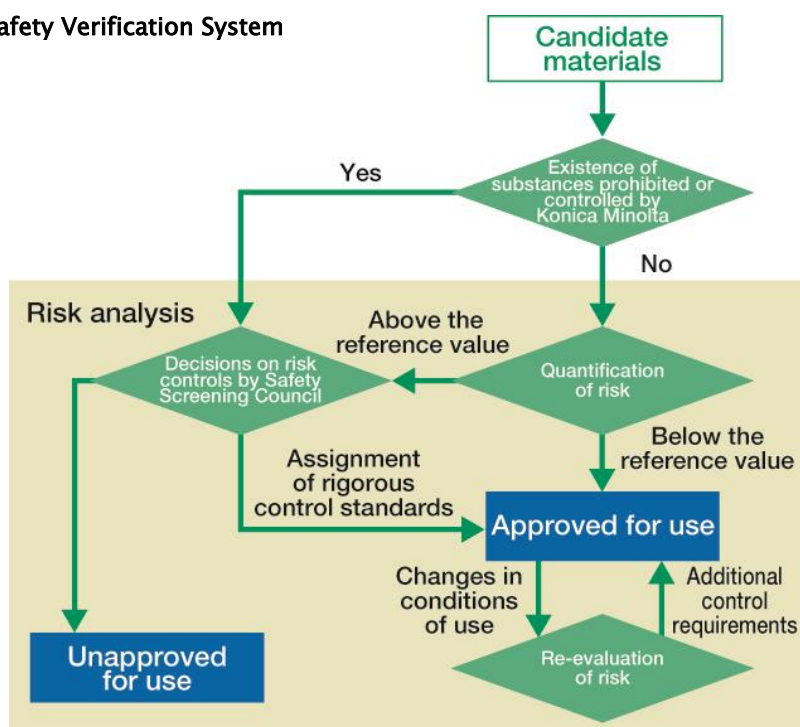 afety Verification System
Candidate
materials
Existence of
substances prohibited or
controlled by
Konica Minolta
Yes
No
Risk analysis
Above the
reference value
Decisions on risk
controls by Safety
Screening Council
Quantification
of risk
Below the
reference value
Assignment
of rigorous
control standards
Approved for use
Changes in
conditions
of use
Additional
control
requirements
Unapproved
for use
Re-evaluation
of risk